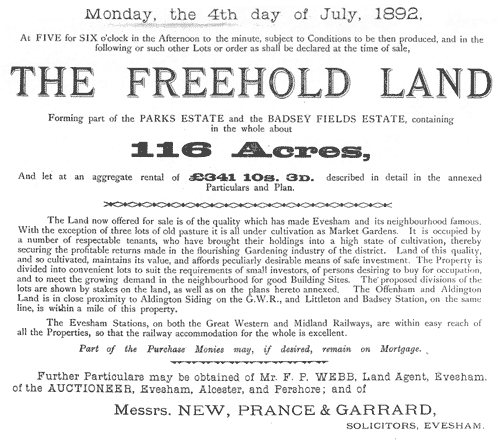 Monday, the 4th day of July, 1892,
At FIVE for SIX o'clock in the Afternoon to the minute, subject to Conditions to be then produced, and in the
following or such other Lots or order as shall be declared at the time of sale,
THE FREEHOLD LAND
Forming part of the PARKS ESTATE and the BADSEY FIELDS ESTATE, containing
in the whole about
116 Acres,
And let at an aggregate rental of £341 10s. 3D. described in detail in the annexed
Particulars and Plan.
The Land now offered for sale is of the quality which has made Evesham and its neighbourhood famous.
With the exception of three lots of old pasture it is all under cultivation as Market Gardens. It is occupied by
a number of respectable tenants, who have brought their holdings into a high state of cultivation, thereby
securing the profitable returns made in the flourishing Gardening industry of the district. Land of this quality,
and so cultivated, maintains its value, and affords peculiarly desirable means of safe investment. The Property is
divided into convenient lots to suit the requirements of small investors, of persons desiring to buy for occupation,
and to meet the growing demand in the neighbourhood for good Building Sites. The proposed divisions of the
lots are shown by stakes on the land, as well as on the plans hereto annexed. The Offenham and Aldington
Land is in close proximity to Aldington Siding on the G.W.R., and Littleton and Badsey Station, on the same
line, is within a mile of this property.
The Evesham Stations, on both the Great Western and Midland Railways, are within easy reach of
all the Properties, so that the railway accommodation for the whole is excellent.
Part of the Purchase Monies may, if desired, remain on Mortgage.
Further Particulars may be obtained of Mr. F. P. WEBB, Land Agent, Evesham.
of the AUCTIONEER, Evesham, Alcester, and Pershore; and of
Messrs. NEW, PRANCE & GARRARD,
SOLICITORS, EVESHAM.